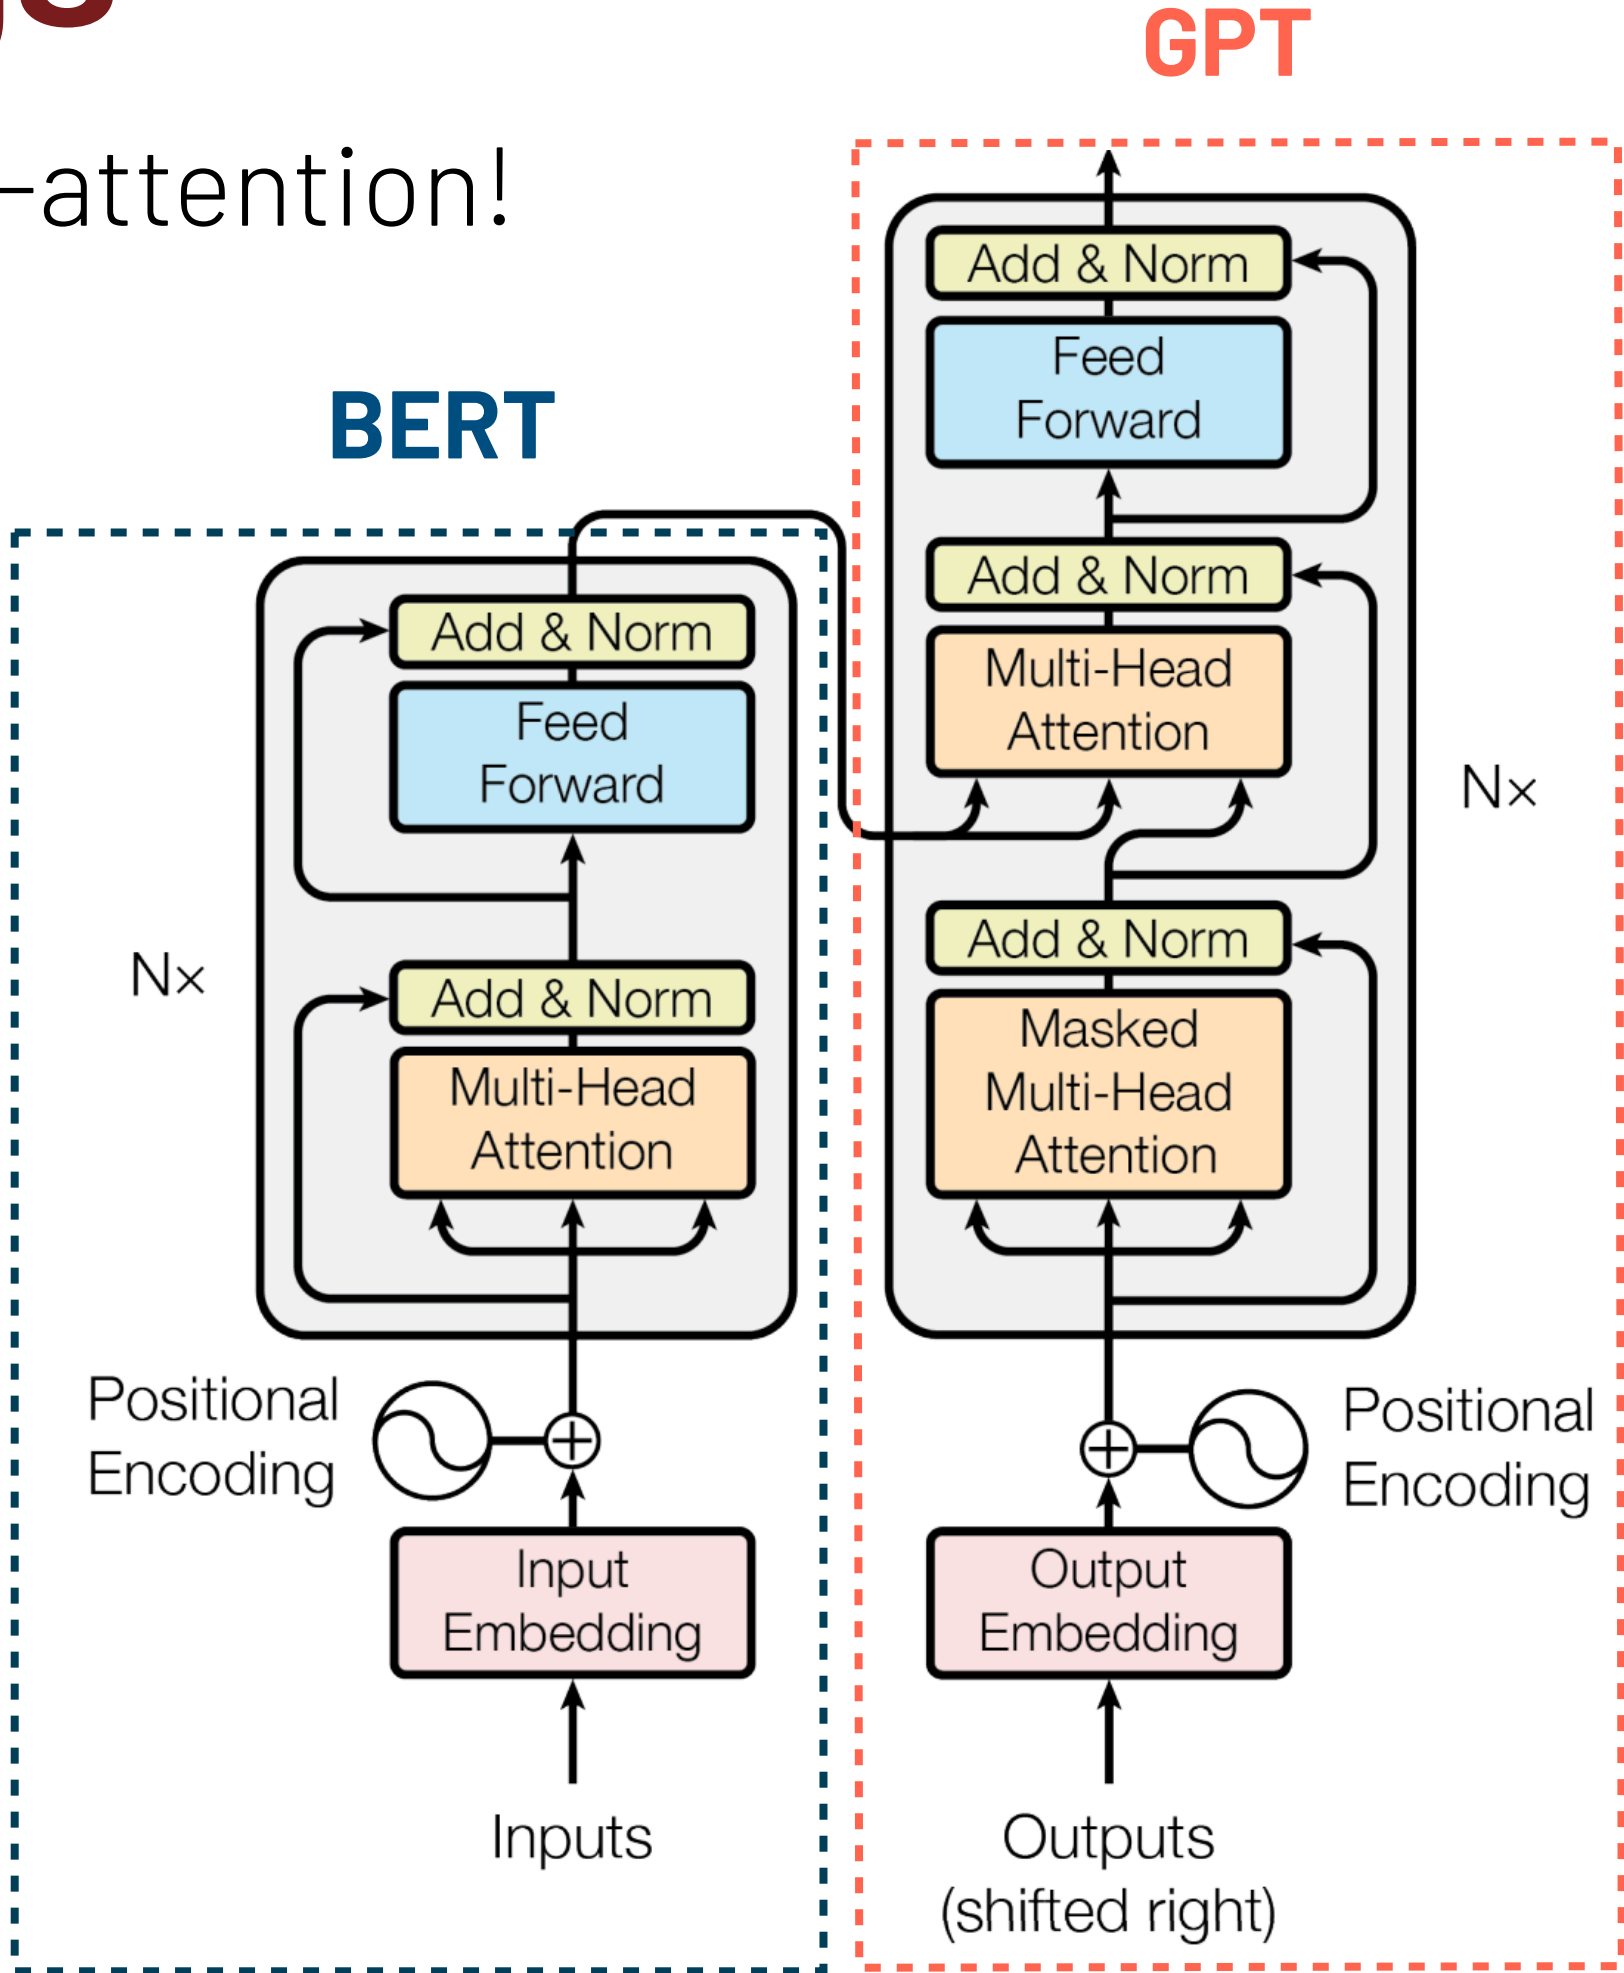 GPT
-attention!
BERT
Add & Norm
Feed
Forward
Add & Norm
Multi-Head
Attention
Nx
Add & Norm
Masked
Multi-Head
Attention
Positional
Encoding
Output
Embedding
Outputs
(shifted right)
Add & Norm
Feed
Forward
Nx
Add & Norm
Multi-Head
Attention
Positional
Encoding
Input
Embedding
Inputs